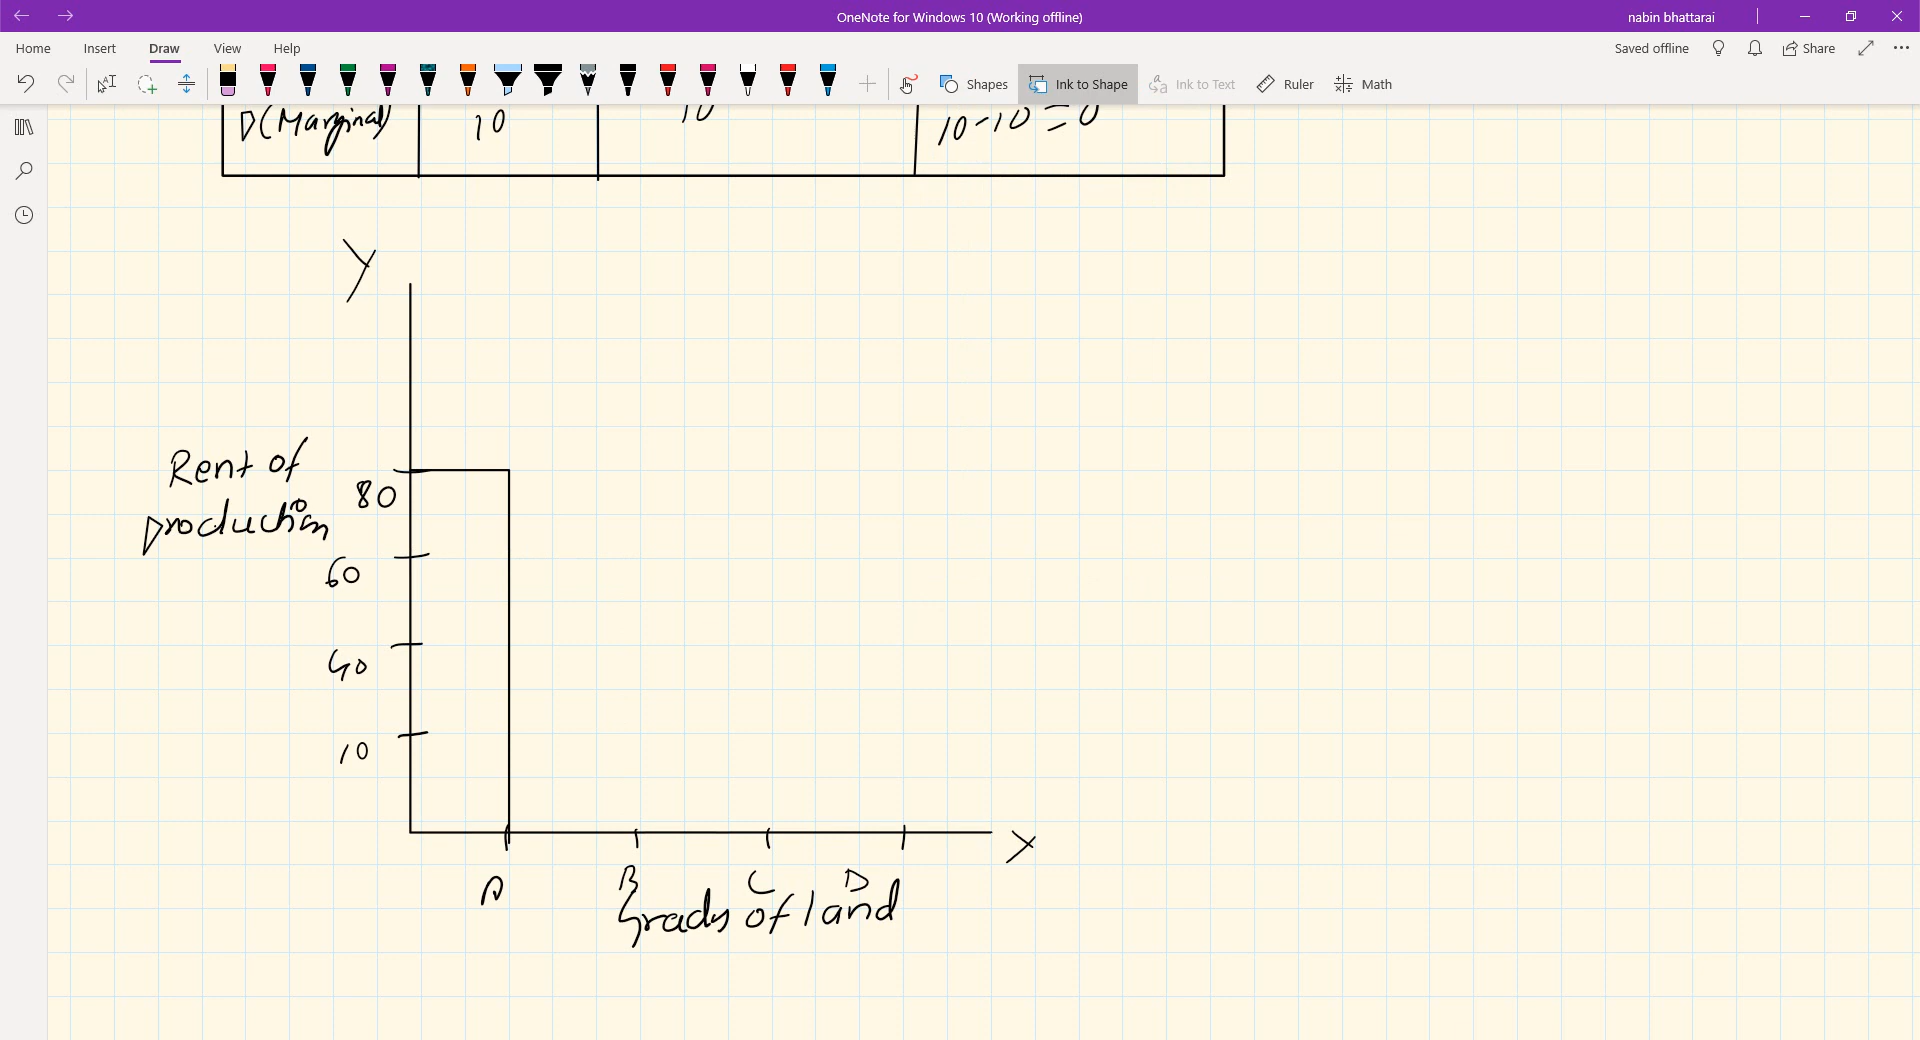 OneNote for Windows 10 (Working offline)
nabin bhattarai
Home Insert Draw View Help
Saved offline Share
Shapes Ink to Shape Ink to Text Ruler Math
D(Marginal) 10 10 10-10=0
Y
Rent of
production
80
60
40
10
A B C D
Grads of land